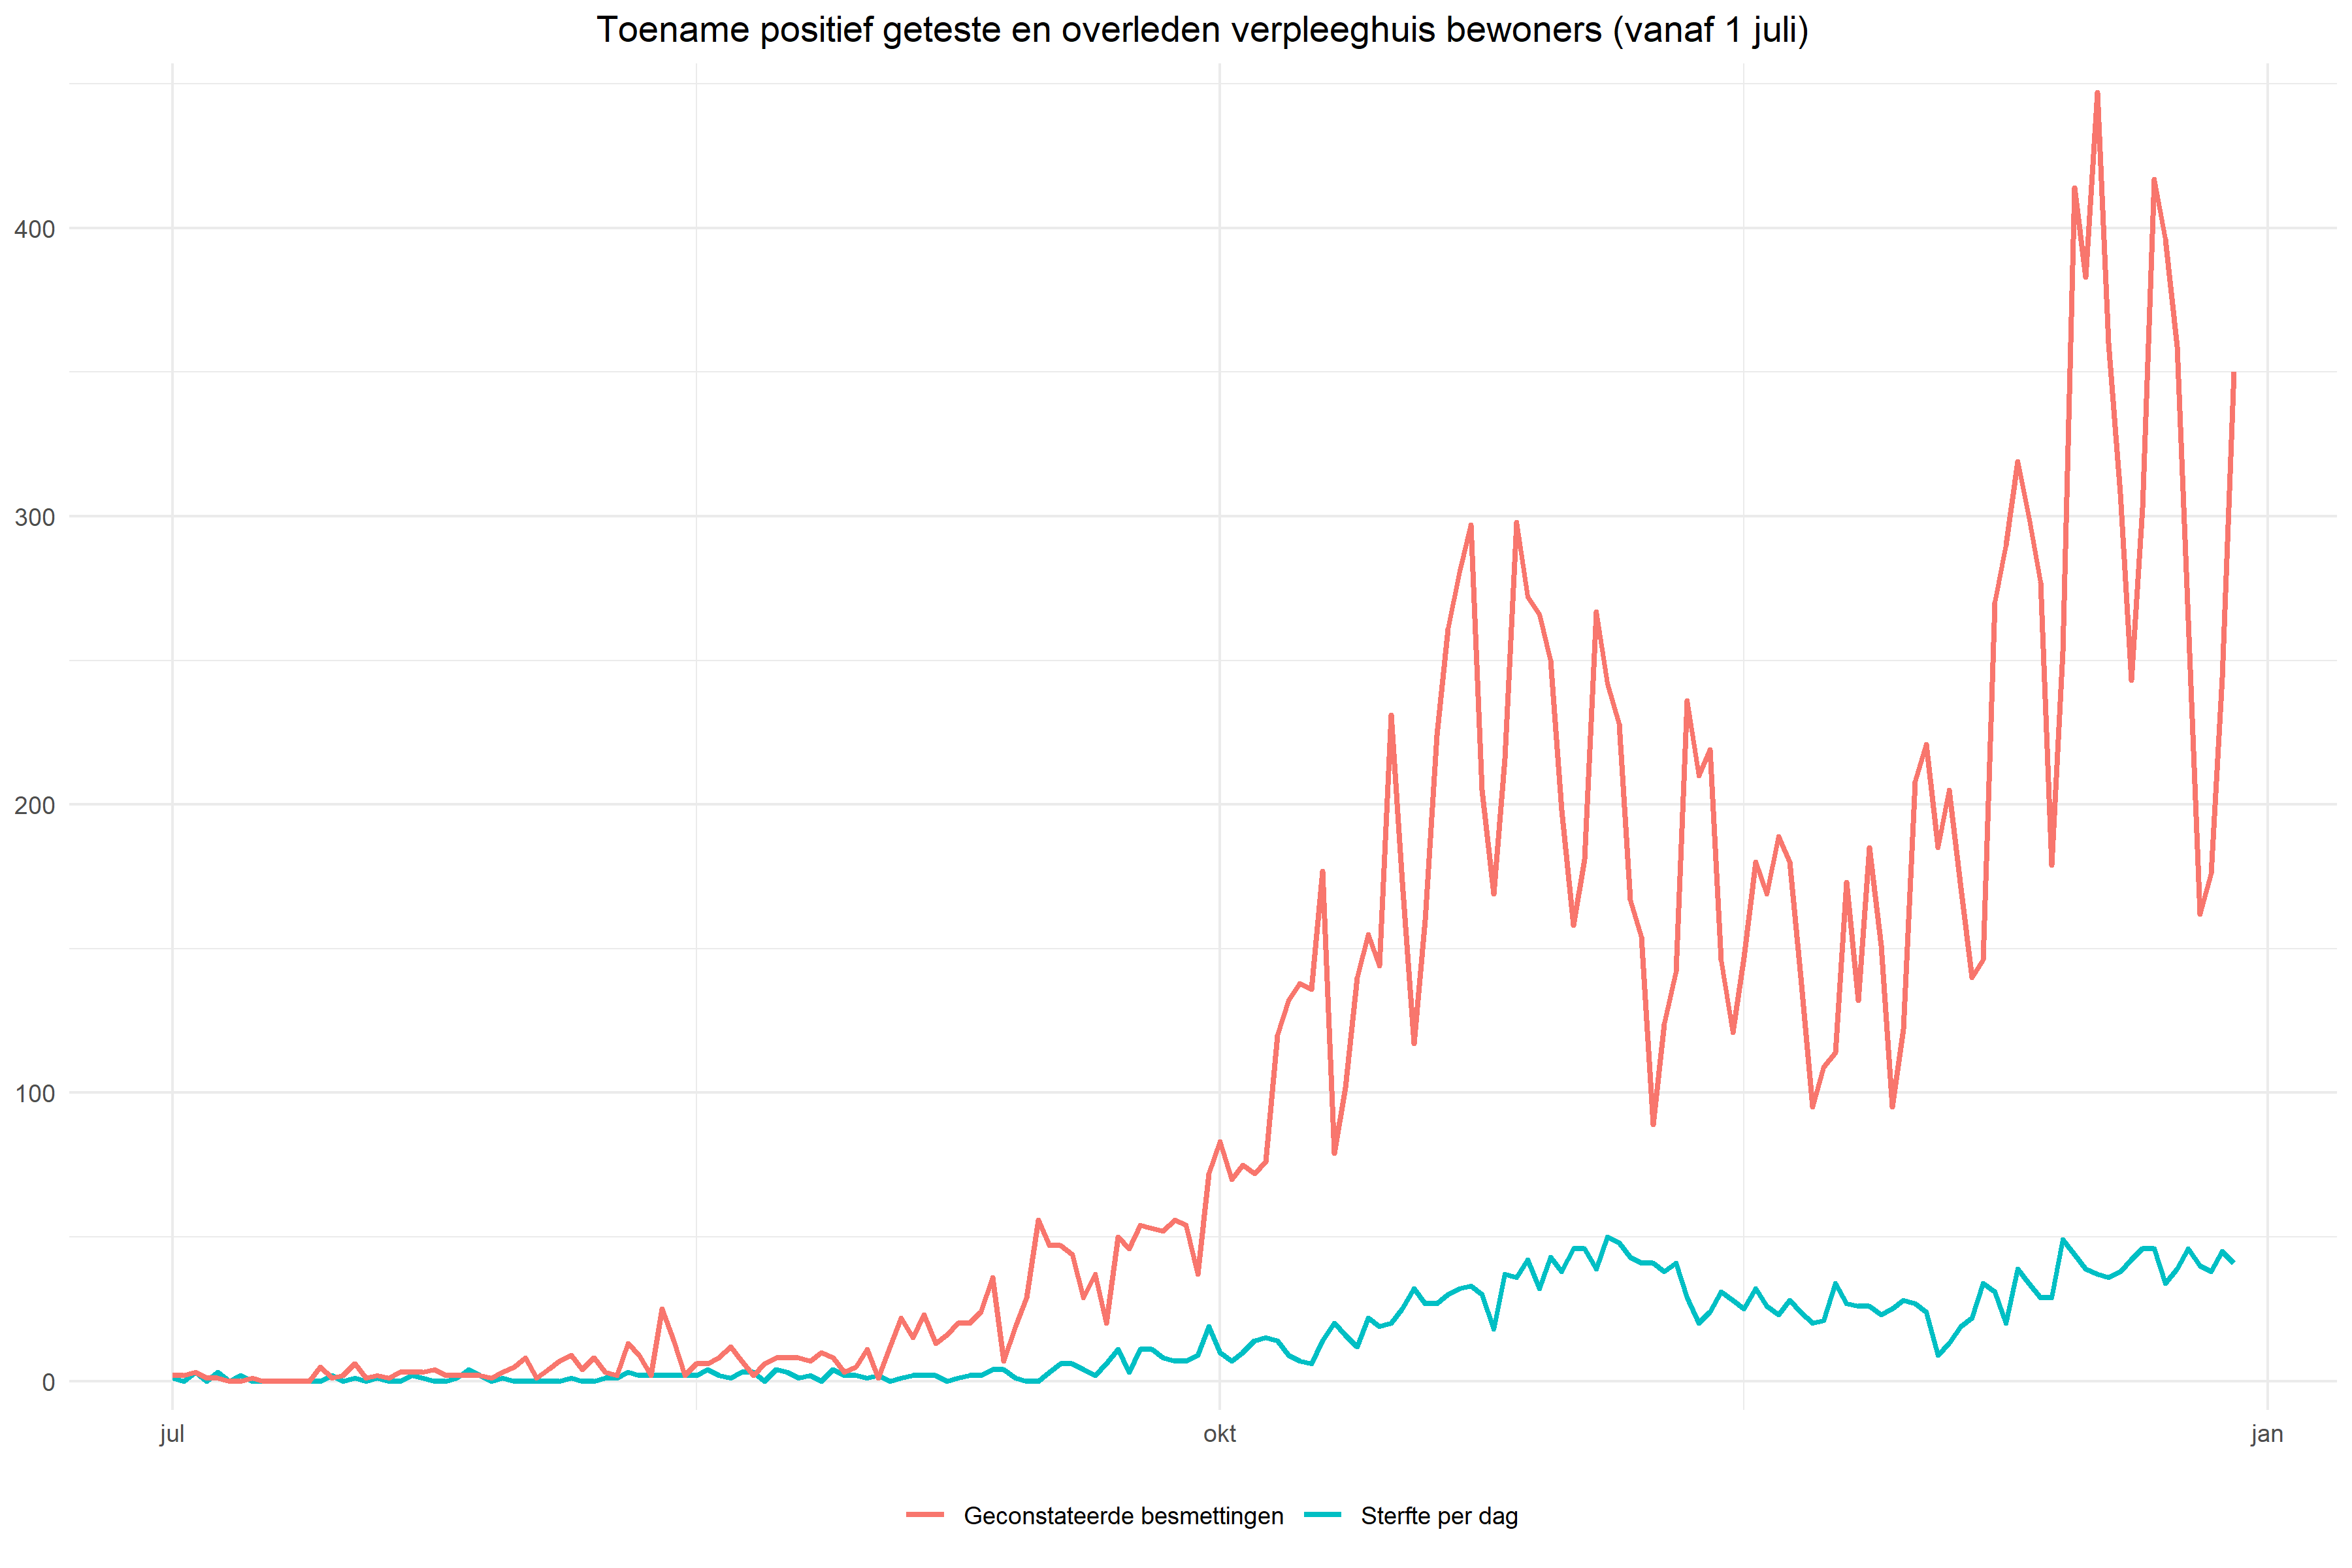 Toename positief geteste en overleden verpleeghuis bewoners (vanaf 1 juli)
400
300
200
100
0
jul okt jan
Geconstateerde besmettingen Sterfte per dag